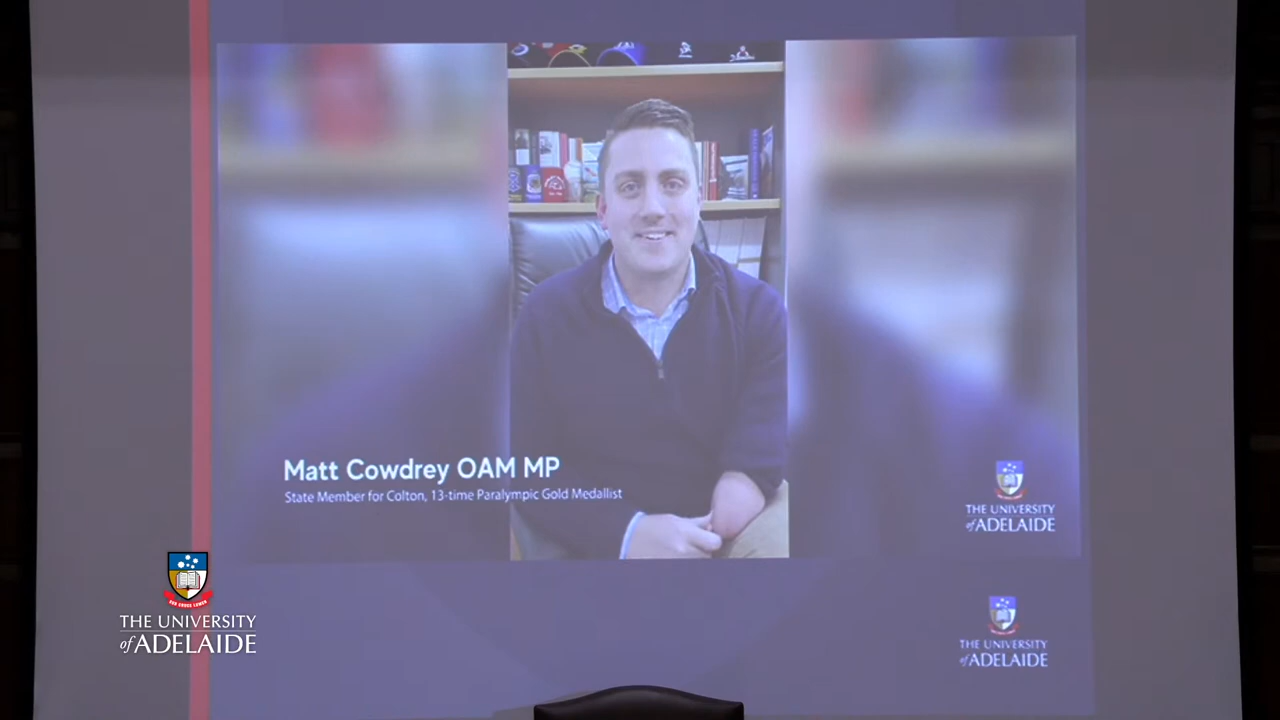 Matt Cowdrey OAM MP
State Member for Colton, 13-time Paralympic Gold Medallist
THE UNIVERSITY
of ADELAIDE
THE UNIVERSITY
of ADELAIDE
THE UNIVERSITY
of ADELAIDE